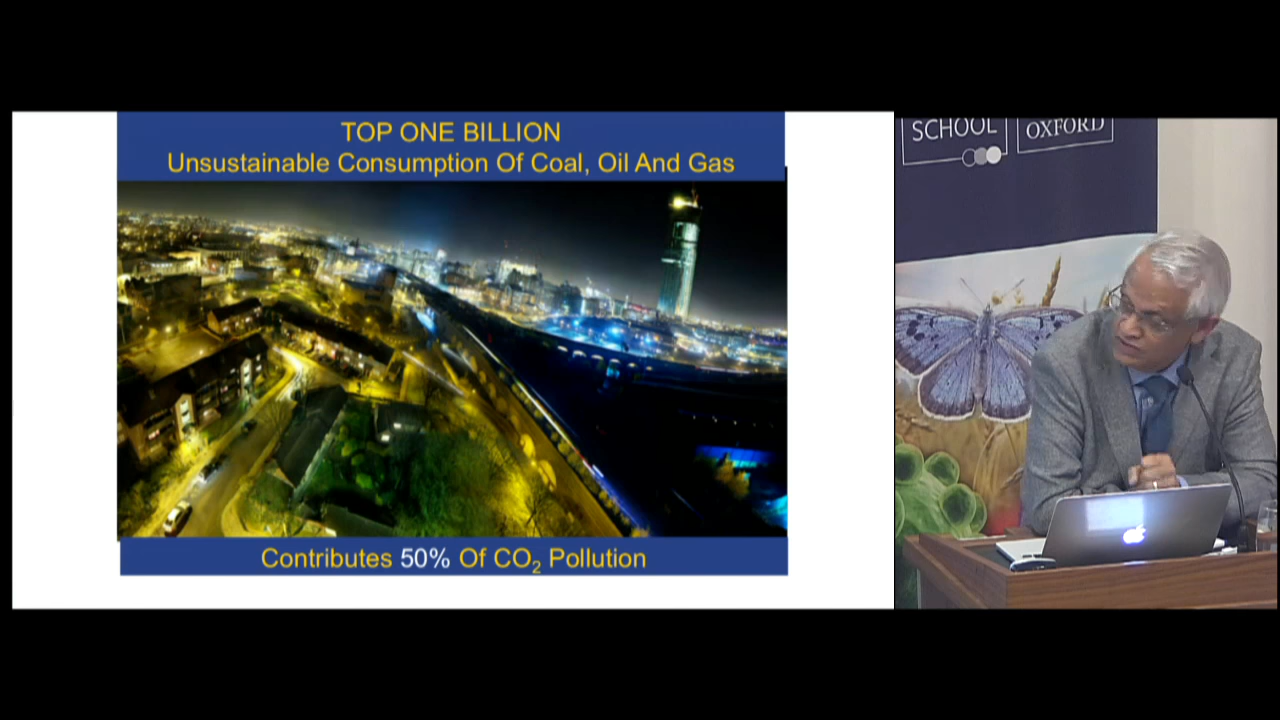 TOP ONE BILLION
Unsustainable Consumption Of Coal, Oil And Gas
Contributes 50% Of CO₂ Pollution
SCHOOL
OXFORD